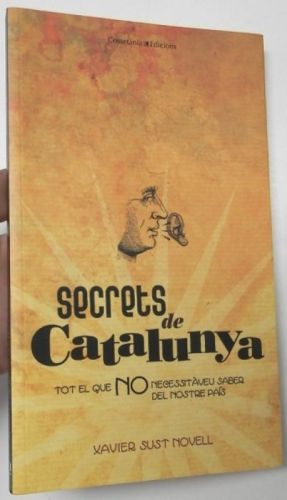 Cossetània Edicions
Secrets
de
Catalunya
TOT EL QUE NO NECESSITÀVEU SABER
DEL NOSTRE PAÍS
XAVIER SUST NOVELL